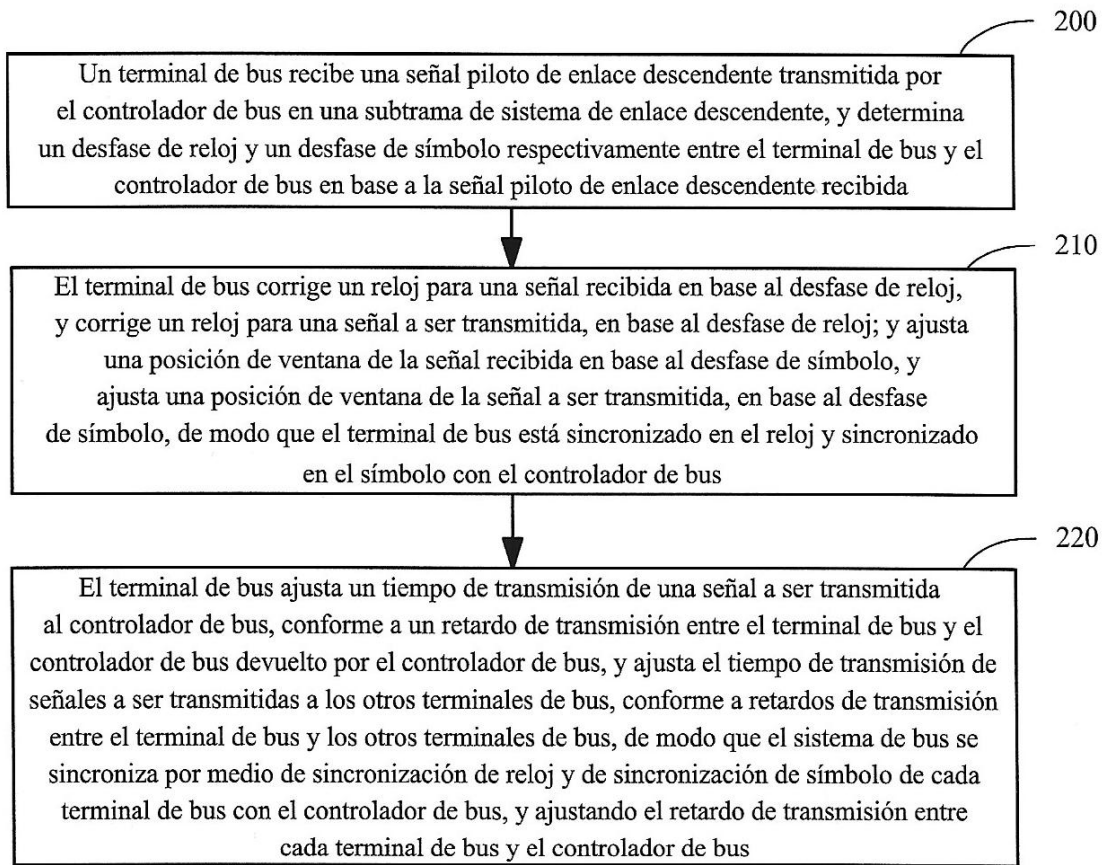 200
Un terminal de bus recibe una señal piloto de enlace descendente transmitida por
el controlador de bus en una subtrama de sistema de enlace descendente, y determina
un desfase de reloj y un desfase de símbolo respectivamente entre el terminal de bus y el
controlador de bus en base a la señal piloto de enlace descendente recibida
210
El terminal de bus corrige un reloj para una señal recibida en base al desfase de reloj,
y corrige un reloj para una señal a ser transmitida, en base al desfase de reloj; y ajusta
una posición de ventana de la señal recibida en base al desfase de símbolo, y
ajusta una posición de ventana de la señal a ser transmitida, en base al desfase
de símbolo, de modo que el terminal de bus está sincronizado en el reloj y sincronizado
en el símbolo con el controlador de bus
220
El terminal de bus ajusta un tiempo de transmisión de una señal a ser transmitida
al controlador de bus, conforme a un retardo de transmisión entre el terminal de bus y el
controlador de bus devuelto por el controlador de bus, y ajusta el tiempo de transmisión de
señales a ser transmitidas a los otros terminales de bus, conforme a retardos de transmisión
entre el terminal de bus y los otros terminales de bus, de modo que el sistema de bus se
sincroniza por medio de sincronización de reloj y de sincronización de símbolo de cada
terminal de bus con el controlador de bus, y ajustando el retardo de transmisión entre
cada terminal de bus y el controlador de bus